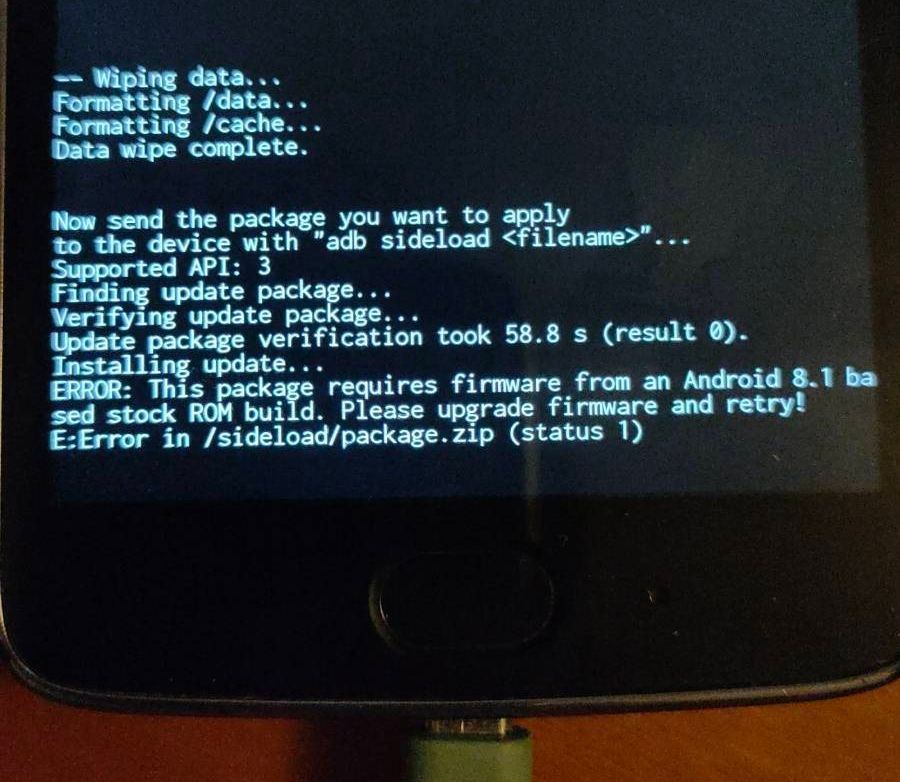 -- Wiping data...
Formatting /data...
Formatting /cache...
Data wipe complete.
Now send the package you want to apply
to the device with "adb sideload <filename>"...
Supported API: 3
Finding update package...
Verifying update package...
Update package verification took 58.8 s (result 0).
Installing update...
ERROR: This package requires firmware from an Android 8.1 ba
sed stock ROM build. Please upgrade firmware and retry!
E:Error in /sideload/package.zip (status 1)